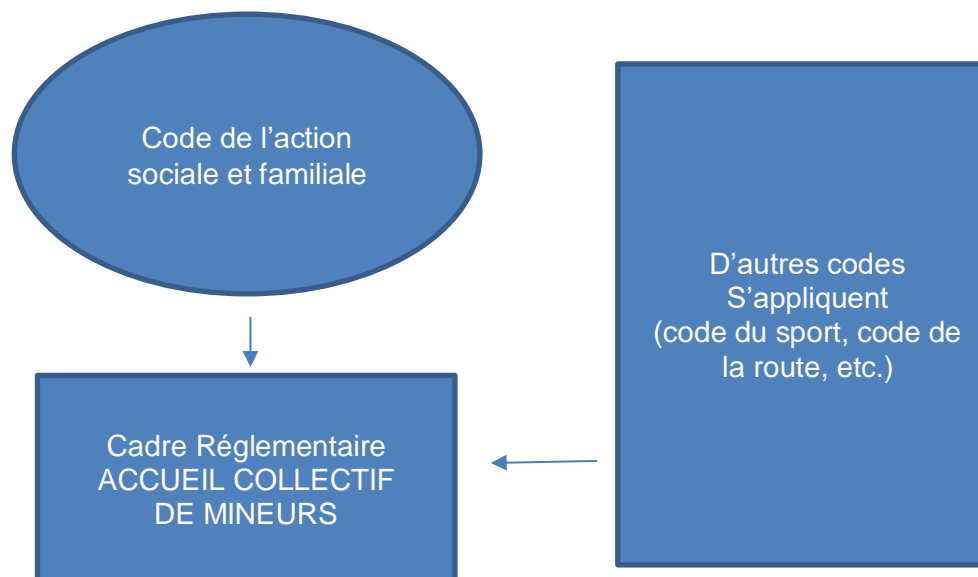 Code de l’action
sociale et familiale
D’autres codes
S’appliquent
(code du sport, code de
la route, etc.)
Cadre Réglementaire
ACCUEIL COLLECTIF
DE MINEURS